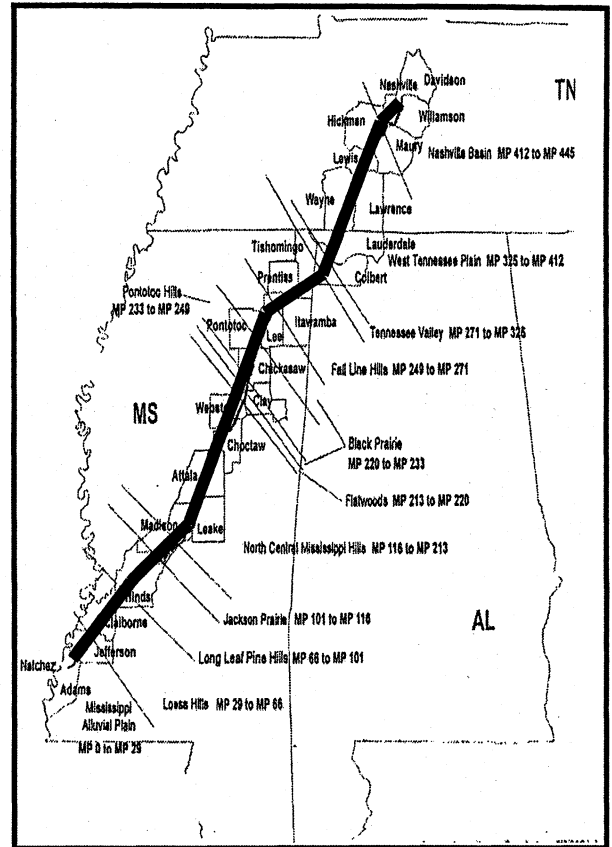 Davidson
Nashville
TN
Hickman
Williamson
Maury
Nashville Basin MP 412 to MP 445
Lewis
Wayne
Lawrence
Tishomingo
Lauderdale
West Tennessee Plain MP 325 to MP 412
Prentiss
Colbert
Pontotoc Hills
MP 233 to MP 249
Pontotoc
Itawamba
Lee
Tennessee Valley MP 271 to MP 325
Chickasaw
Fall Line Hills MP 249 to MP 271
MS
Webst
Clay
Choctaw
Black Prairie
MP 220 to MP 233
Attala
Flatwoods MP 213 to MP 220
Madison
Leake
North Central Mississippi Hills MP 116 to MP 213
Hinds
Jackson Prairie MP 101 to MP 116
AL
Claiborne
Jefferson
Long Leaf Pine Hills MP 66 to MP 101
Natchez
Adams
Mississippi
Alluvial Plain
Loess Hills MP 29 to MP 66
MP 0 to MP 29